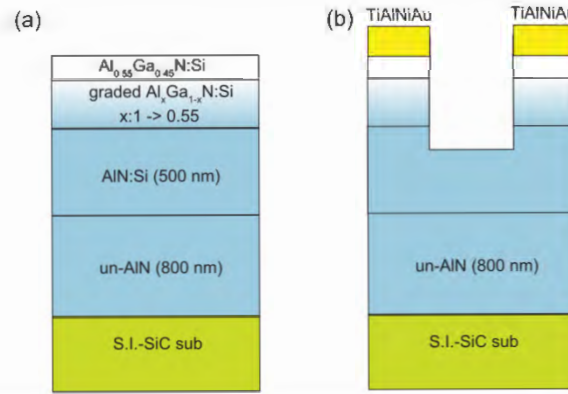 (a)
Al0.55Ga0.45N:Si
graded AlxGa1-xN:Si
x:1 -> 0.55
AlN:Si (500 nm)
un-AlN (800 nm)
S.I.-SiC sub
(b)
TiAlNiAu
TiAlNiAu
un-AlN (800 nm)
S.I.-SiC sub